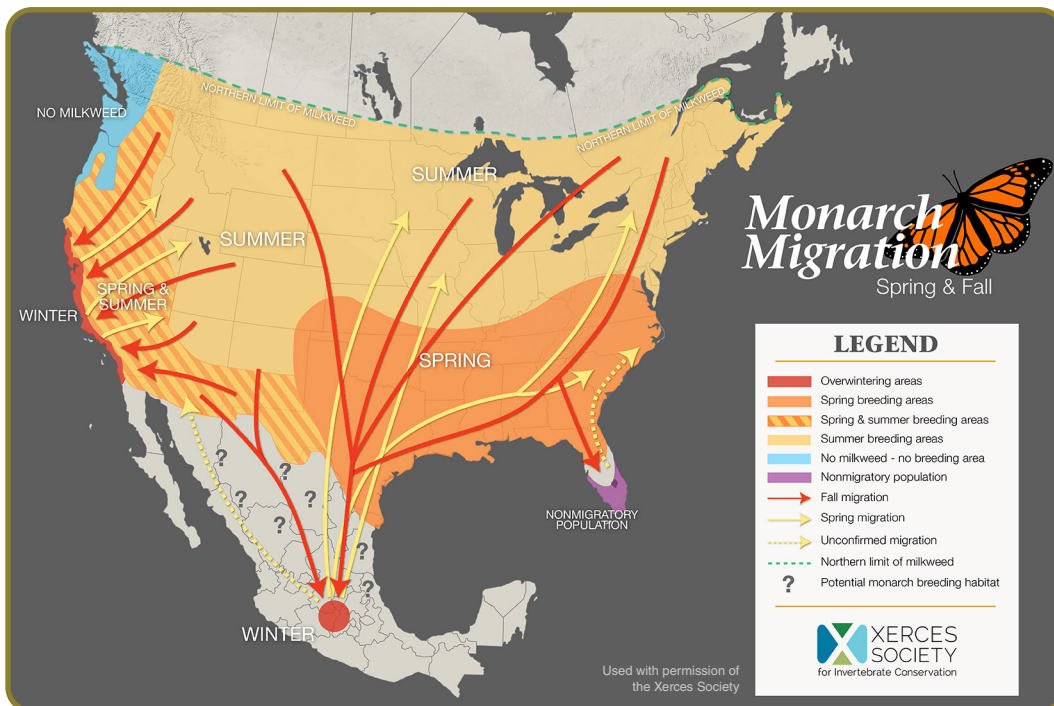 NO MILKWEED
NORTHERN LIMIT OF MILKWEED
NORTHERN LIMIT OF MILKWEED
SUMMER
SUMMER
SPRING &
SUMMER
WINTER
SPRING
NONMIGRATORY
POPULATION
WINTER
?
?
?
?
?
?
?
Monarch
Migration
Spring & Fall
LEGEND
Overwintering areas
Spring breeding areas
Spring & summer breeding areas
Summer breeding areas
No milkweed - no breeding area
Nonmigratory population
Fall migration
Spring migration
Unconfirmed migration
Northern limit of milkweed
? Potential monarch breeding habitat
XERCES
SOCIETY
for Invertebrate Conservation
Used with permission of
the Xerces Society